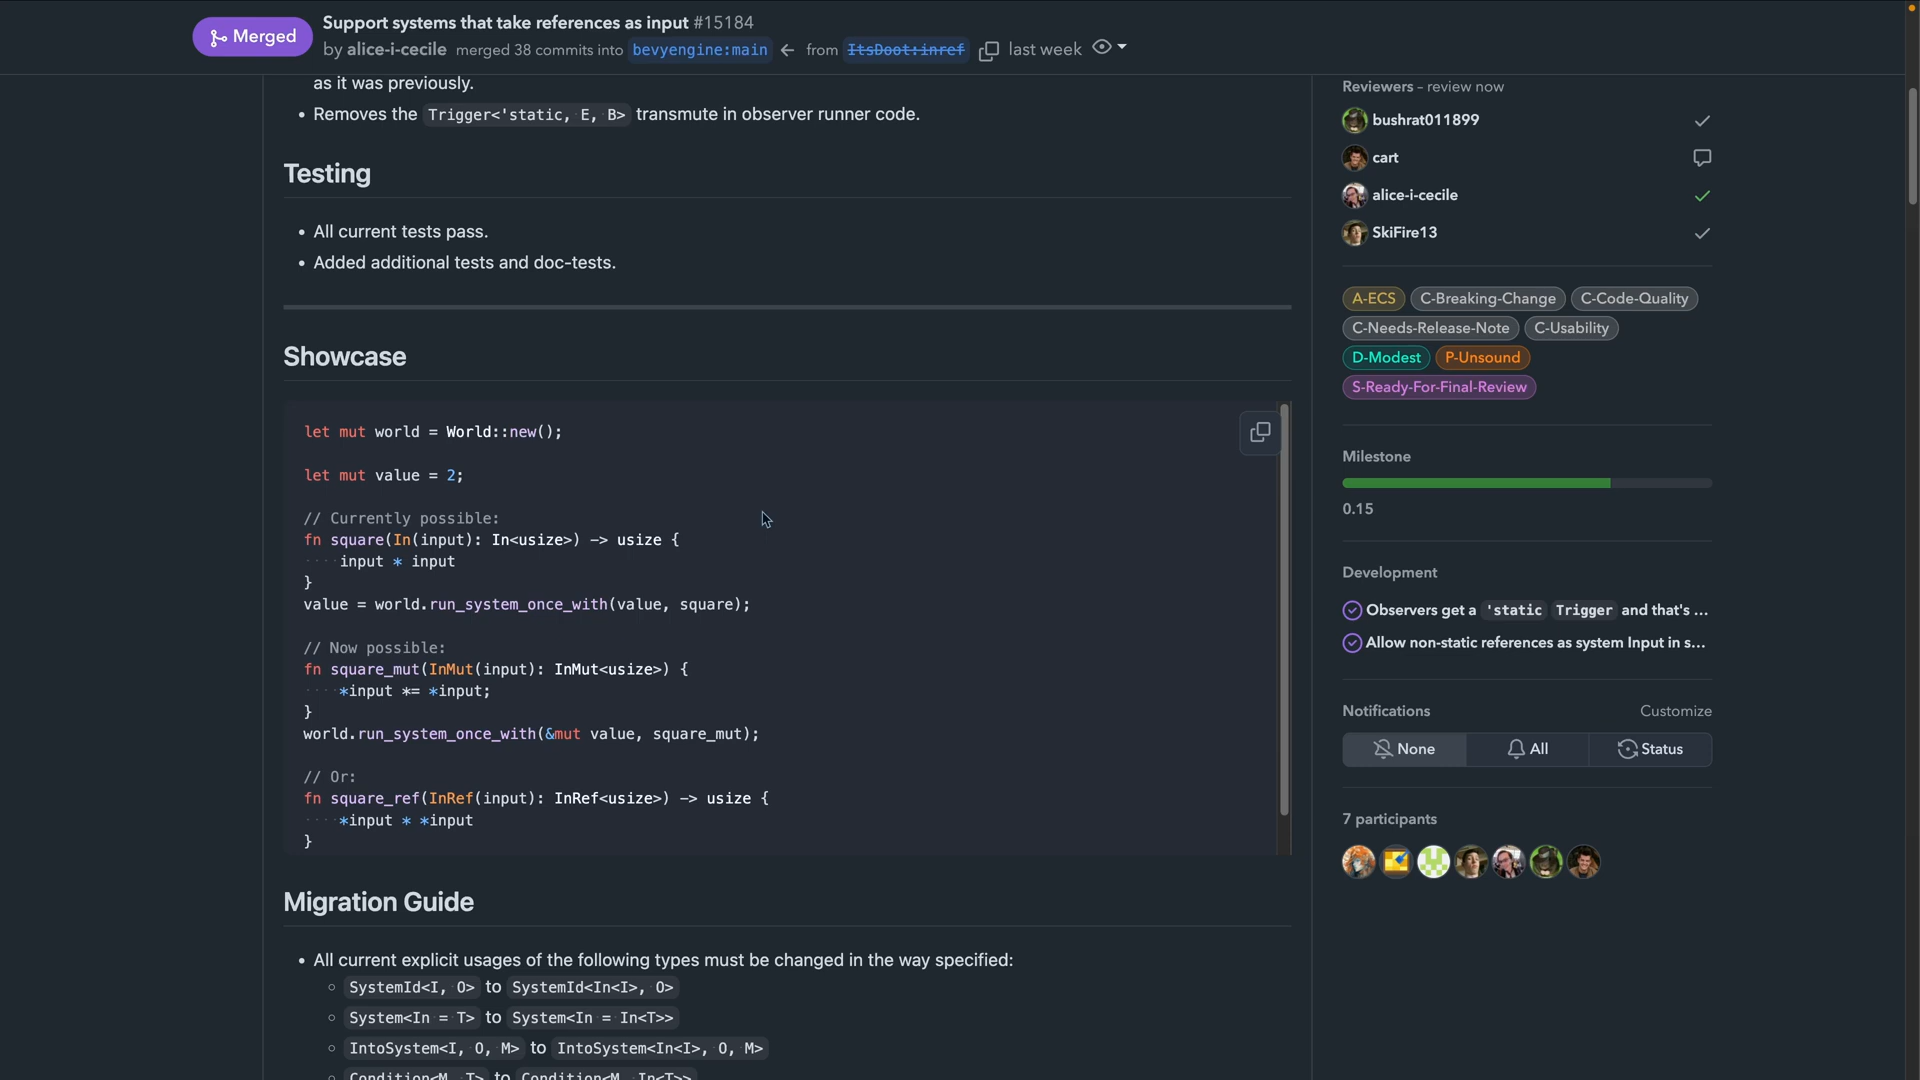 Merged
Support systems that take references as input #15184
by alice-i-cecile merged 38 commits into bevyengine:main ← from ItsDoot:inref last week
as it was previously.
• Removes the Trigger<'static, E, B> transmute in observer runner code.
Testing
• All current tests pass.
• Added additional tests and doc-tests.
Showcase
let mut world = World::new();
let mut value = 2;
// Currently possible:
fn square(In(input): In<usize>) -> usize {
····input * input
}
value = world.run_system_once_with(value, square);
// Now possible:
fn square_mut(InMut(input): InMut<usize>) {
····*input *= *input;
}
world.run_system_once_with(&mut value, square_mut);
// Or:
fn square_ref(InRef(input): InRef<usize>) -> usize {
····*input * *input
}
Migration Guide
• All current explicit usages of the following types must be changed in the way specified:
◦ SystemId<I, O> to SystemId<In<I>, O>
◦ System<In = T> to System<In = In<T>>
◦ IntoSystem<I, O, M> to IntoSystem<In<I>, O, M>
◦ Condition<M, T> to Condition<M, In<T>>
Reviewers – review now
bushrat011899
cart
alice-i-cecile
SkiFire13
A-ECS C-Breaking-Change C-Code-Quality
C-Needs-Release-Note C-Usability
D-Modest P-Unsound
S-Ready-For-Final-Review
Milestone
0.15
Development
Observers get a 'static Trigger and that's ...
Allow non-static references as system Input in s...
Notifications Customize
None All Status
7 participants